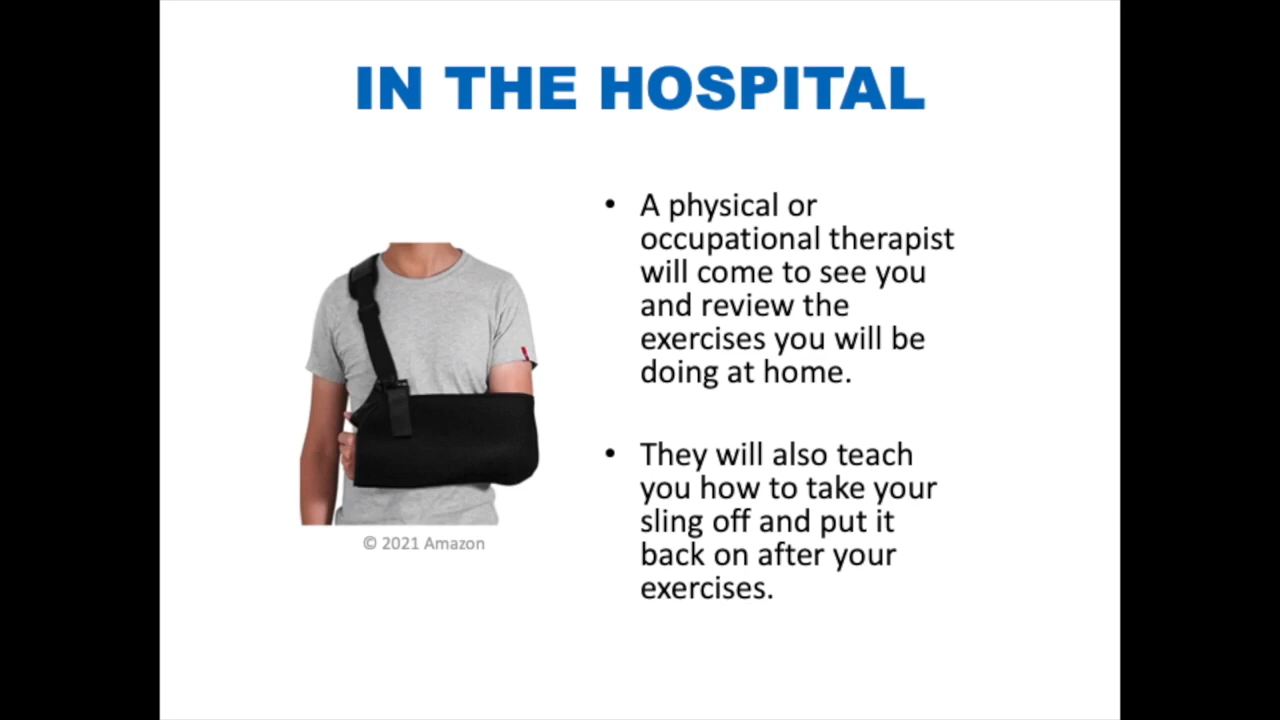 IN THE HOSPITAL
• A physical or
occupational therapist
will come to see you
and review the
exercises you will be
doing at home.
• They will also teach
you how to take your
sling off and put it
back on after your
exercises.
© 2021 Amazon